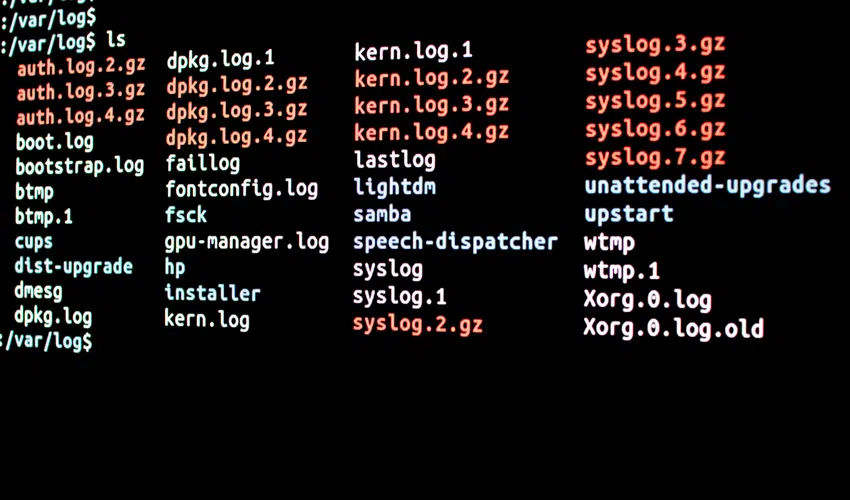 :/var/log$
:/var/log$
:/var/log$ ls
auth.log.2.gz dpkg.log.1 kern.log.1 syslog.3.gz
auth.log.3.gz dpkg.log.2.gz kern.log.2.gz syslog.4.gz
auth.log.4.gz dpkg.log.3.gz kern.log.3.gz syslog.5.gz
boot.log dpkg.log.4.gz kern.log.4.gz syslog.6.gz
bootstrap.log faillog lastlog syslog.7.gz
btmp fontconfig.log lightdm unattended-upgrades
btmp.1 fsck samba upstart
cups gpu-manager.log speech-dispatcher wtmp
dist-upgrade hp syslog wtmp.1
dmesg installer syslog.1 Xorg.0.log
dpkg.log kern.log syslog.2.gz Xorg.0.log.old
:/var/log$